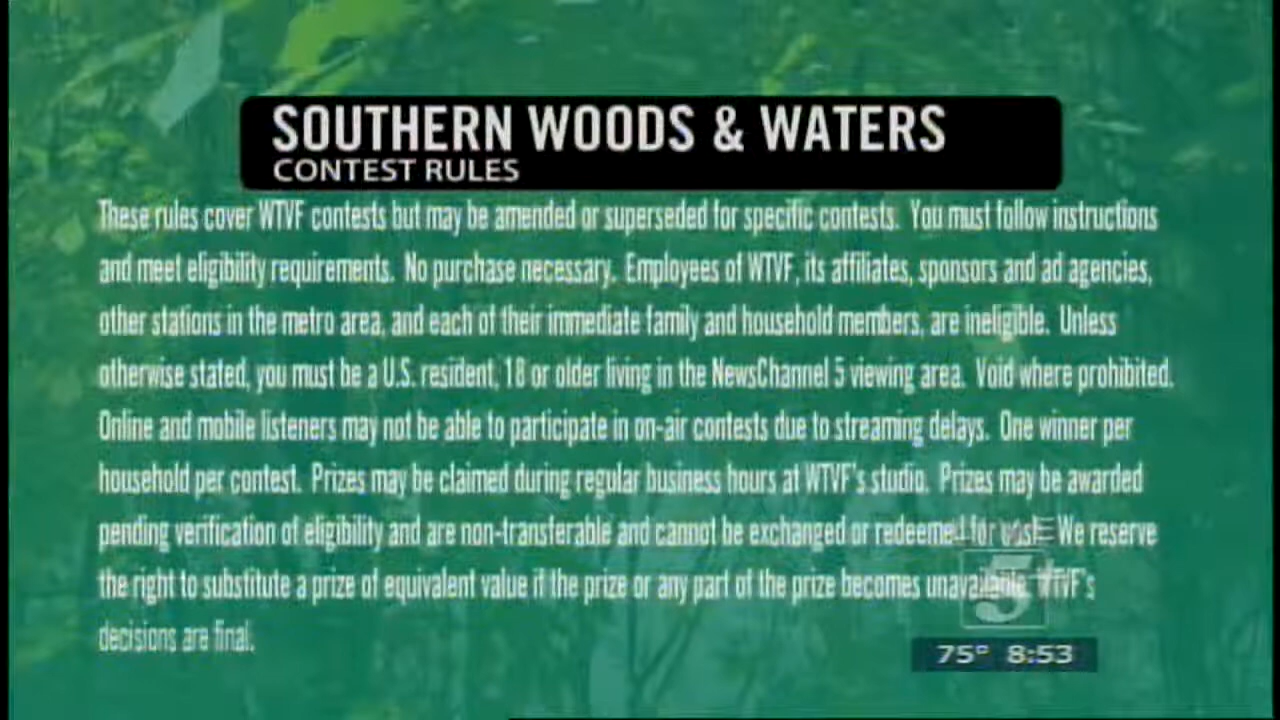 SOUTHERN WOODS & WATERS
CONTEST RULES
These rules cover WTVF contests but may be amended or superseded for specific contests. You must follow instructions
and meet eligibility requirements. No purchase necessary. Employees of WTVF, its affiliates, sponsors and ad agencies,
other stations in the metro area, and each of their immediate family and household members, are ineligible. Unless
otherwise stated, you must be a U.S. resident, 18 or older living in the NewsChannel 5 viewing area. Void where prohibited.
Online and mobile listeners may not be able to participate in on-air contests due to streaming delays. One winner per
household per contest. Prizes may be claimed during regular business hours at WTVF's studio. Prizes may be awarded
pending verification of eligibility and are non-transferable and cannot be exchanged or redeemed for cash. We reserve
the right to substitute a prize of equivalent value if the prize or any part of the prize becomes unavailable. WTVF's
decisions are final.
5
75° 8:53